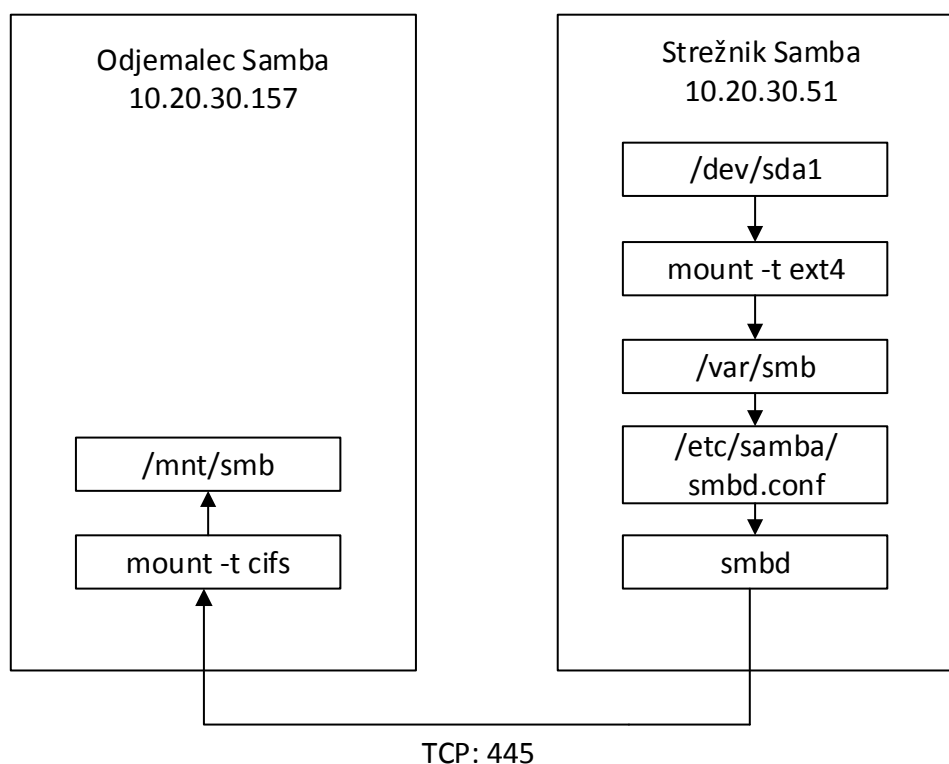 Odjemalec Samba
10.20.30.157
/mnt/smb
mount -t cifs
Strežnik Samba
10.20.30.51
/dev/sda1
mount -t ext4
/var/smb
/etc/samba/
smbd.conf
smbd
TCP: 445